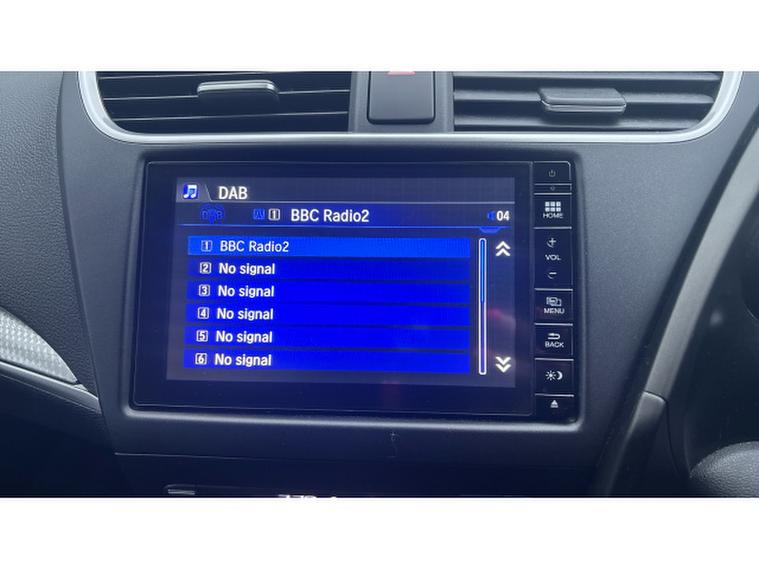 DAB
DAB 1 BBC Radio2 04
1 BBC Radio2
2 No signal
3 No signal
4 No signal
5 No signal
6 No signal
HOME
+
VOL
−
MENU
BACK